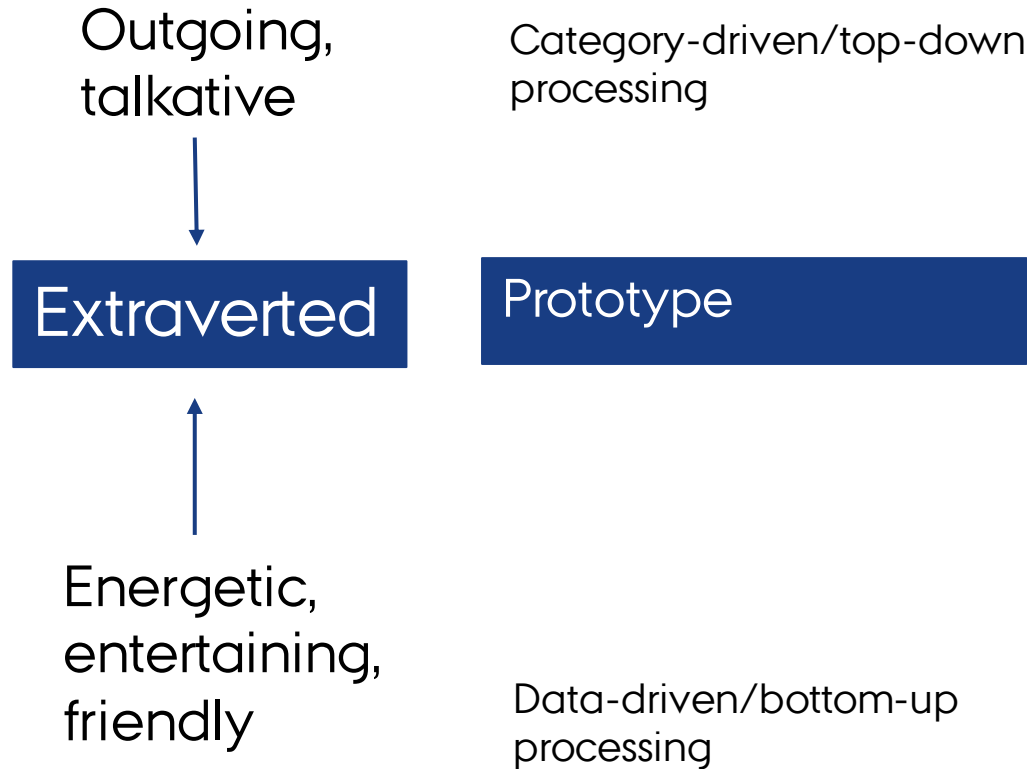 Outgoing,
talkative
Category-driven/top-down
processing
Extraverted
Prototype
Energetic,
entertaining,
friendly
Data-driven/bottom-up
processing